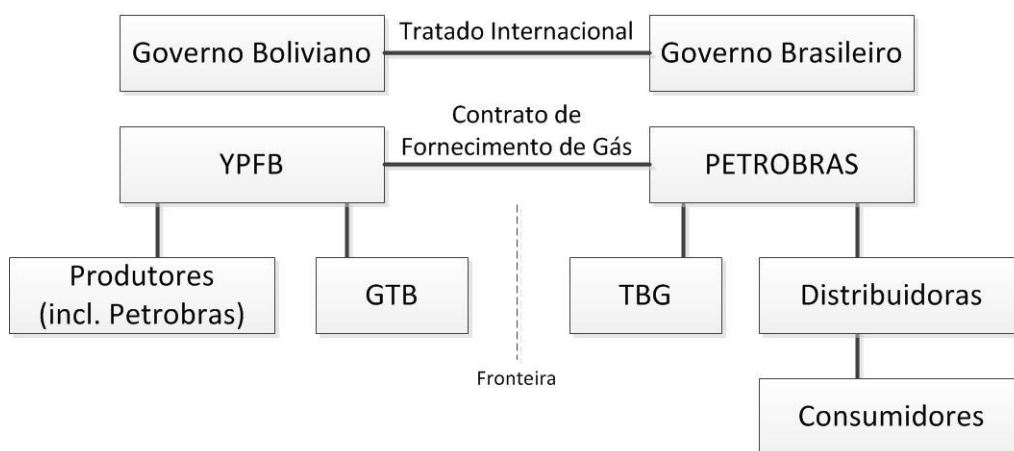 Governo Boliviano
Tratado Internacional
Governo Brasileiro
Contrato de
Fornecimento de Gás
YPFB
PETROBRAS
Produtores
(incl. Petrobras)
GTB
TBG
Distribuidoras
Fronteira
Consumidores